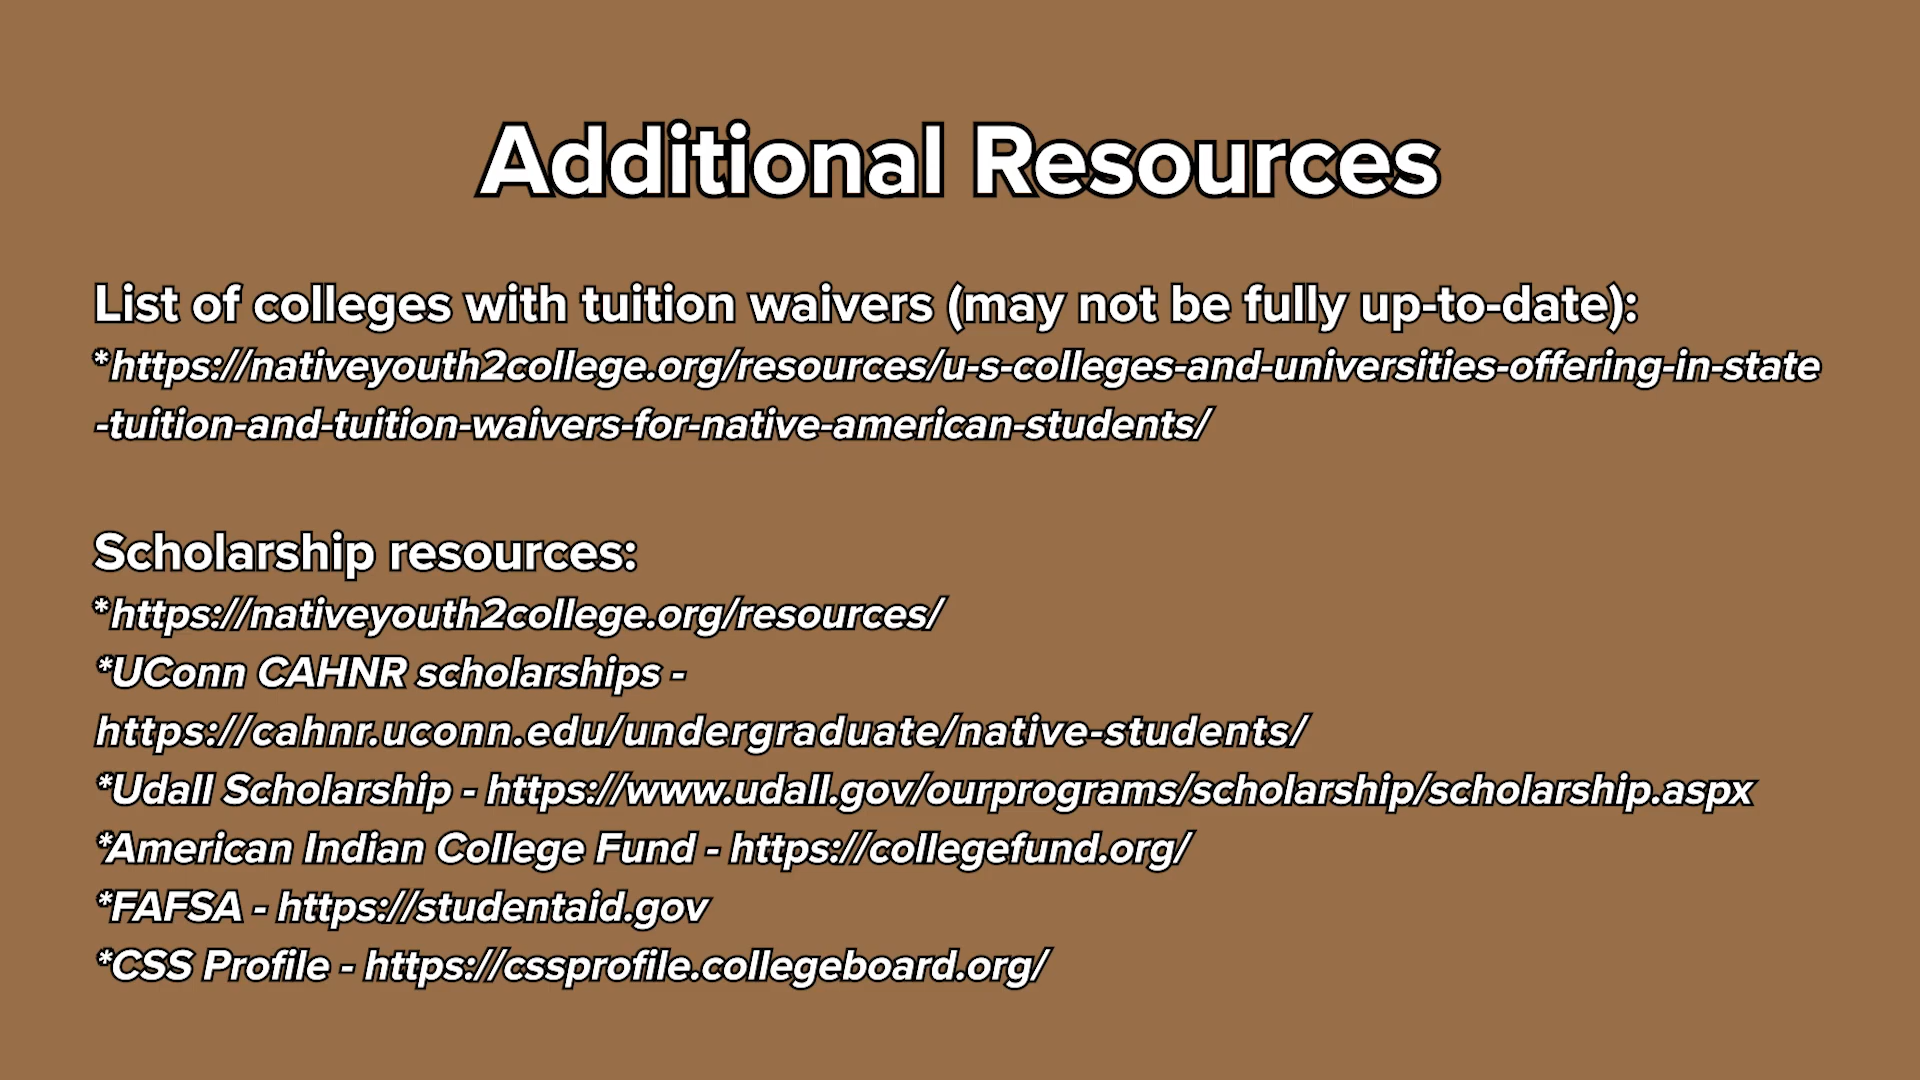 Additional Resources
List of colleges with tuition waivers (may not be fully up-to-date):
*https://nativeyouth2college.org/resources/u-s-colleges-and-universities-offering-in-state
-tuition-and-tuition-waivers-for-native-american-students/
Scholarship resources:
*https://nativeyouth2college.org/resources/
*UConn CAHNR scholarships -
https://cahnr.uconn.edu/undergraduate/native-students/
*Udall Scholarship - https://www.udall.gov/ourprograms/scholarship/scholarship.aspx
*American Indian College Fund - https://collegefund.org/
*FAFSA - https://studentaid.gov
*CSS Profile - https://cssprofile.collegeboard.org/